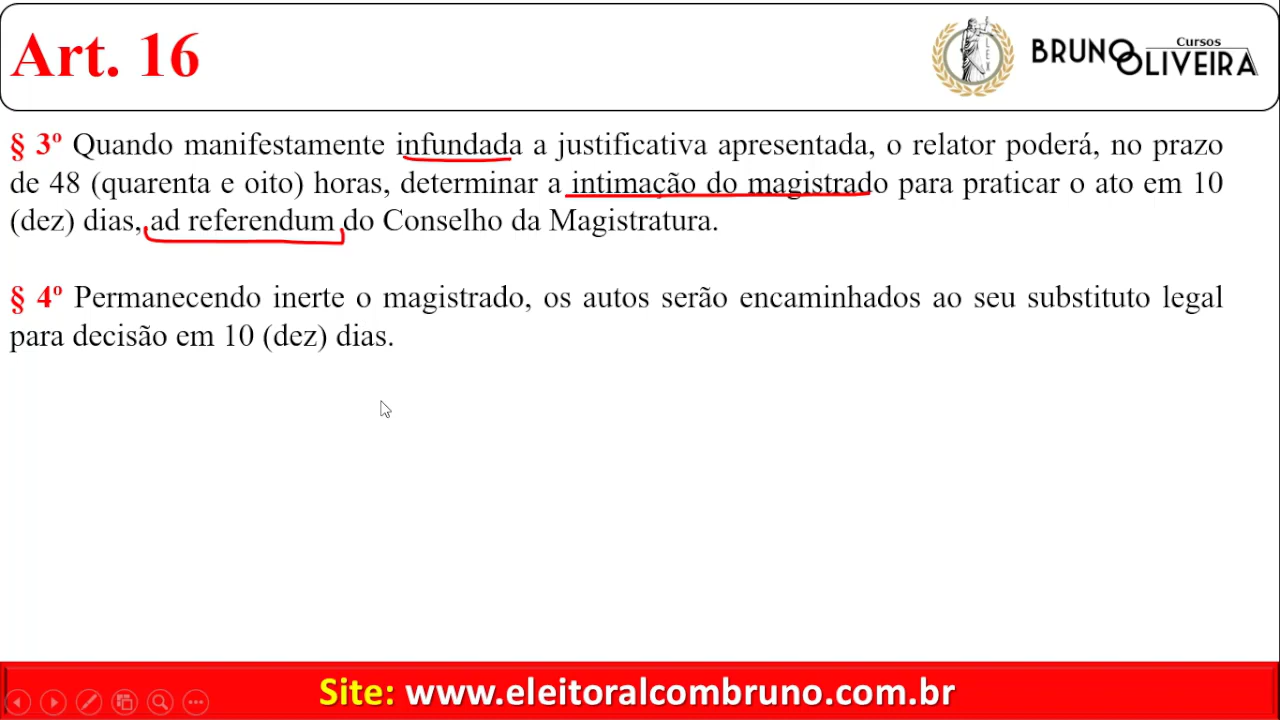 Art. 16
Cursos
BRUNO
OLIVEIRA
LEX
§ 3º Quando manifestamente infundada a justificativa apresentada, o relator poderá, no prazo
de 48 (quarenta e oito) horas, determinar a intimação do magistrado para praticar o ato em 10
(dez) dias, ad referendum do Conselho da Magistratura.
§ 4º Permanecendo inerte o magistrado, os autos serão encaminhados ao seu substituto legal
para decisão em 10 (dez) dias.
Site: www.eleitoralcombruno.com.br